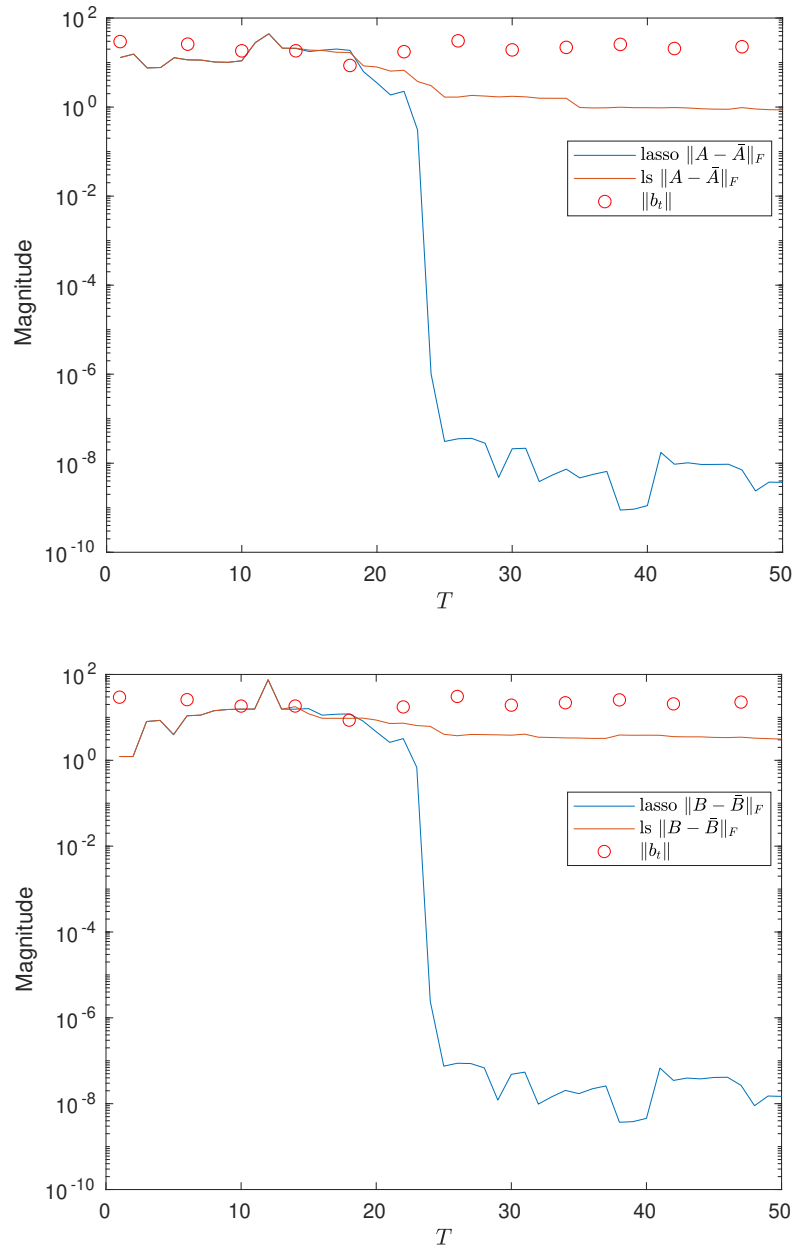 10^2
10^0
10^-2
10^-4
10^-6
10^-8
10^-10
Magnitude
lasso ‖A − Ā‖_F
ls ‖A − Ā‖_F
‖b_t‖
0 10 20 30 40 50
T
10^2
10^0
10^-2
10^-4
10^-6
10^-8
10^-10
Magnitude
lasso ‖B − B̄‖_F
ls ‖B − B̄‖_F
‖b_t‖
0 10 20 30 40 50
T